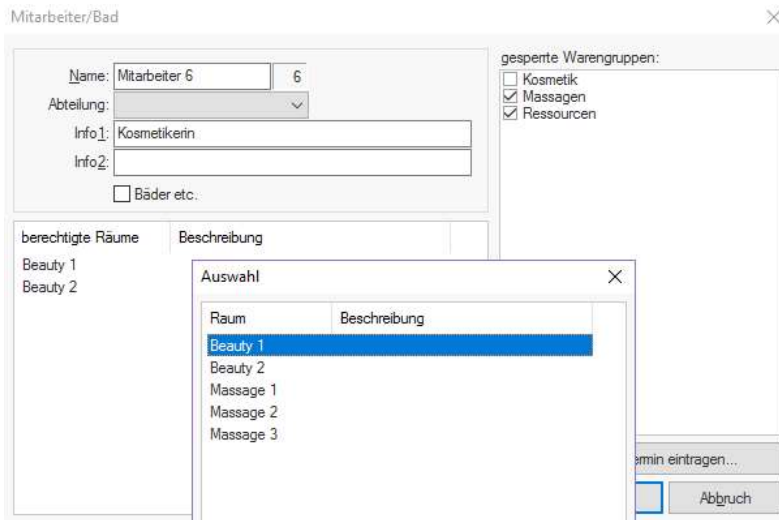 Mitarbeiter/Bad
Name: Mitarbeiter 6 6
Abteilung:
Info1: Kosmetikerin
Info2:
Bäder etc.
gesperrte Warengruppen:
Kosmetik
Massagen
Ressourcen
berechtigte Räume Beschreibung
Beauty 1
Beauty 2
Auswahl
Raum Beschreibung
Beauty 1
Beauty 2
Massage 1
Massage 2
Massage 3
eintragen...
Abbruch